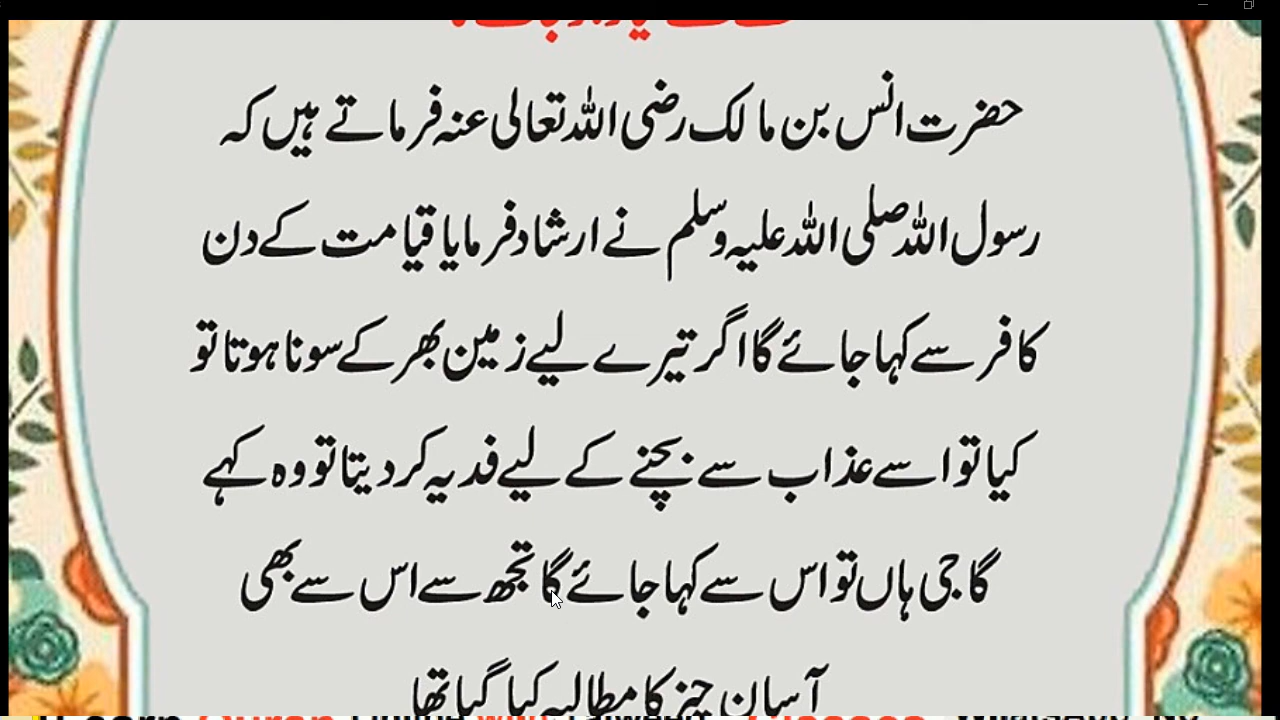 حضرت انس بن مالک رضی اللہ تعالی عنہ فرماتے ہیں کہ
رسول اللہ صلی اللہ علیہ وسلم نے ارشاد فرمایا قیامت کے دن
کافر سے کہا جائے گا اگر تیرے لیے زمین بھر کے سونا ہوتا تو
کیا تو اسے عذاب سے بچنے کے لیے فدیہ کر دیتا تو وہ کہے
گا جی ہاں تو اس سے کہا جائے گا تجھ سے اس سے بھی
آسان چیز کا مطالبہ کیا گیا تھا